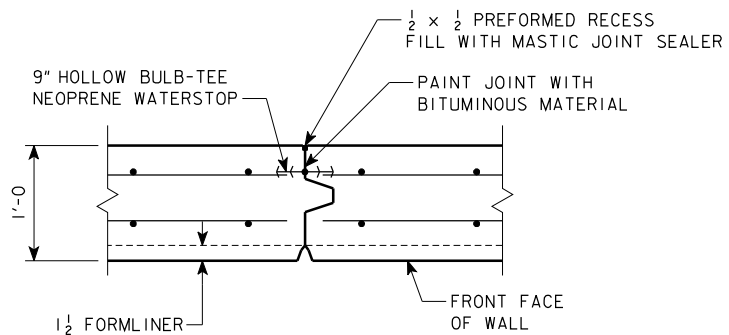 ½ x ½ PREFORMED RECESS
FILL WITH MASTIC JOINT SEALER
9" HOLLOW BULB-TEE
NEOPRENE WATERSTOP
PAINT JOINT WITH
BITUMINOUS MATERIAL
1'-0
1½ FORMLINER
FRONT FACE
OF WALL